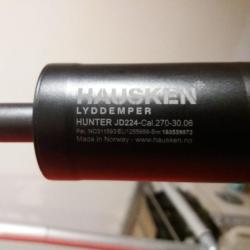 HAUSKEN
LYDDEMPER
HUNTER JD224-Cal.270-30.06
Made in Norway - www.hausken.no